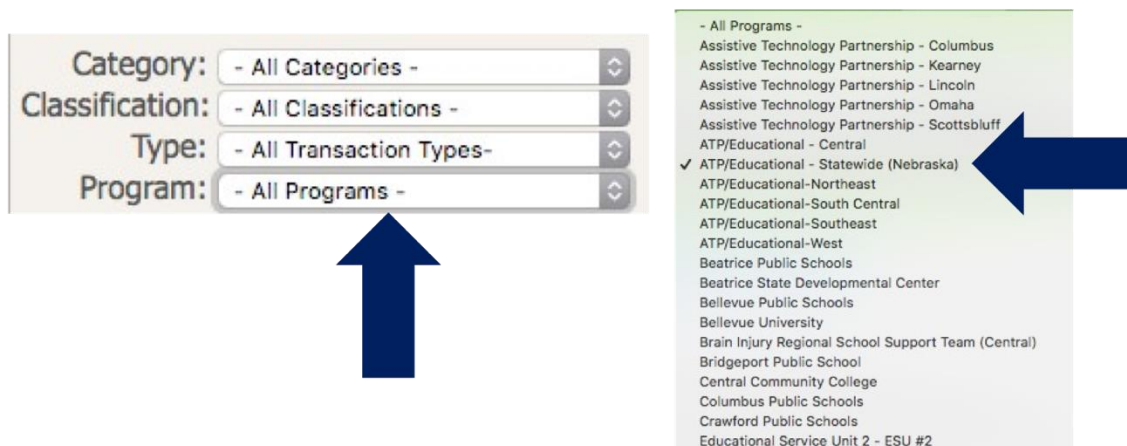 Category: - All Categories -
Classification: - All Classifications -
Type: - All Transaction Types-
Program: - All Programs -
- All Programs -
Assistive Technology Partnership - Columbus
Assistive Technology Partnership - Kearney
Assistive Technology Partnership - Lincoln
Assistive Technology Partnership - Omaha
Assistive Technology Partnership - Scottsbluff
ATP/Educational - Central
✓ ATP/Educational - Statewide (Nebraska)
ATP/Educational-Northeast
ATP/Educational-South Central
ATP/Educational-Southeast
ATP/Educational-West
Beatrice Public Schools
Beatrice State Developmental Center
Bellevue Public Schools
Bellevue University
Brain Injury Regional School Support Team (Central)
Bridgeport Public School
Central Community College
Columbus Public Schools
Crawford Public Schools
Educational Service Unit 2 - ESU #2